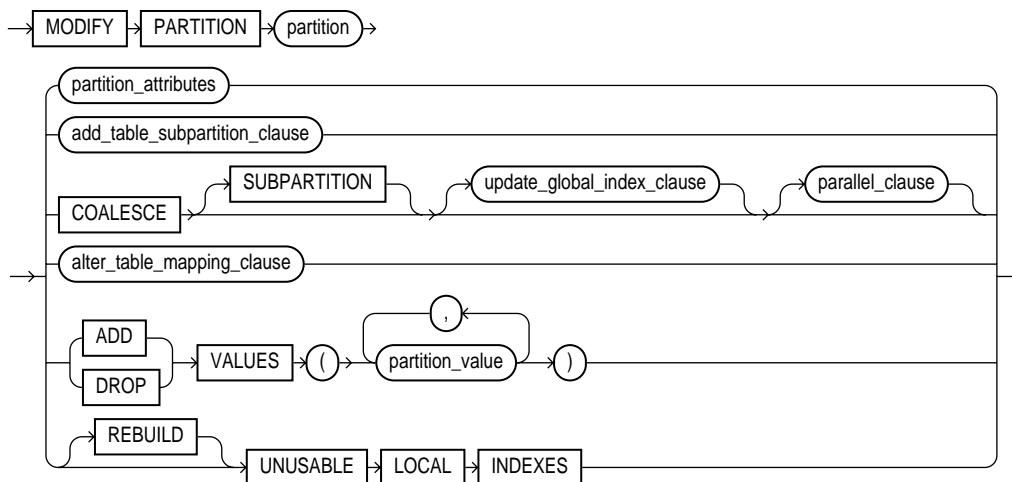 MODIFY PARTITION partition
partition_attributes
add_table_subpartition_clause
SUBPARTITION update_global_index_clause parallel_clause
COALESCE
alter_table_mapping_clause
,
ADD
VALUES ( partition_value )
DROP
REBUILD
UNUSABLE LOCAL INDEXES